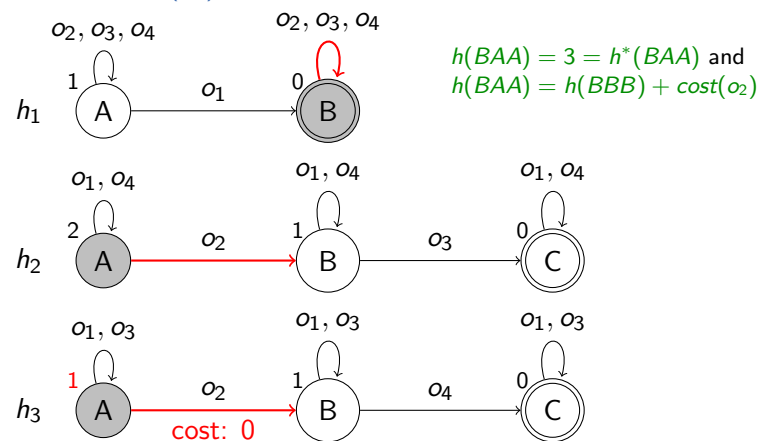 o₂, o₃, o₄
o₂, o₃, o₄
h(BAA) = 3 = h*(BAA) and
h(BAA) = h(BBB) + cost(o₂)
h₁
1
A
o₁
0
B
o₁, o₄
o₁, o₄
o₁, o₄
h₂
2
A
o₂
1
B
o₃
0
C
o₁, o₃
o₁, o₃
o₁, o₃
h₃
1
A
o₂
cost: 0
1
B
o₄
0
C